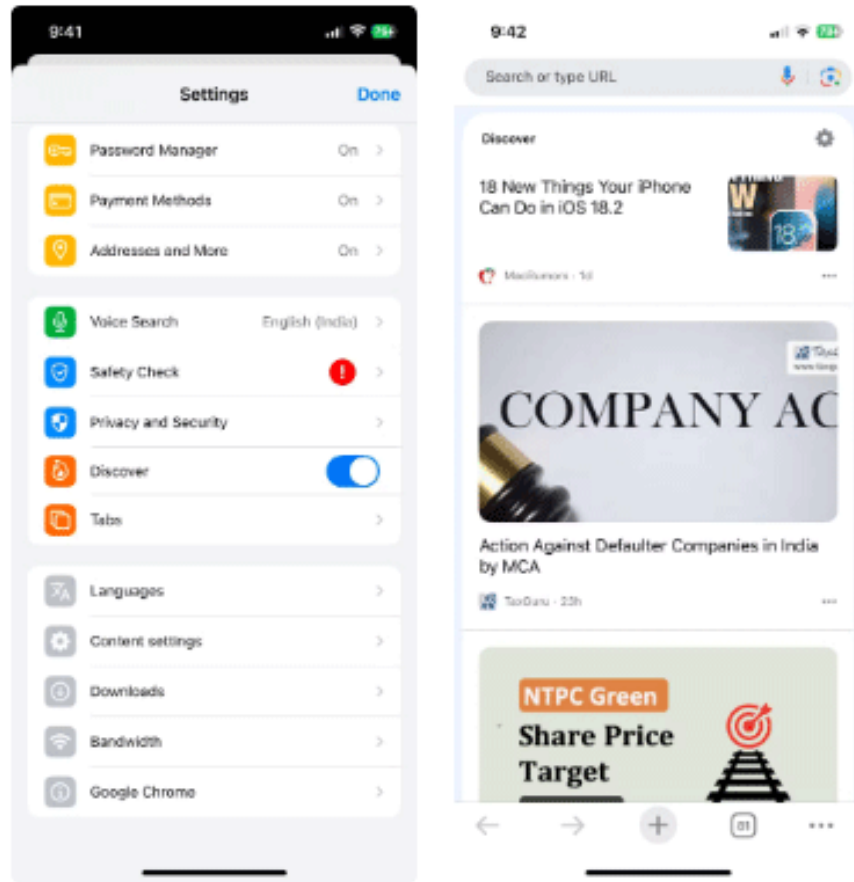 9:41
Settings
Done
Password Manager On
Payment Methods On
Addresses and More On
Voice Search English (India)
Safety Check
Privacy and Security
Discover
Tabs
Languages
Content settings
Downloads
Bandwidth
Google Chrome
9:42
Search or type URL
Discover
18 New Things Your iPhone
Can Do in iOS 18.2
W
18.
MacRumors · 1d
COMPANY AC
Action Against Defaulter Companies in India
by MCA
TaxGuru · 23h
NTPC Green
Share Price
Target